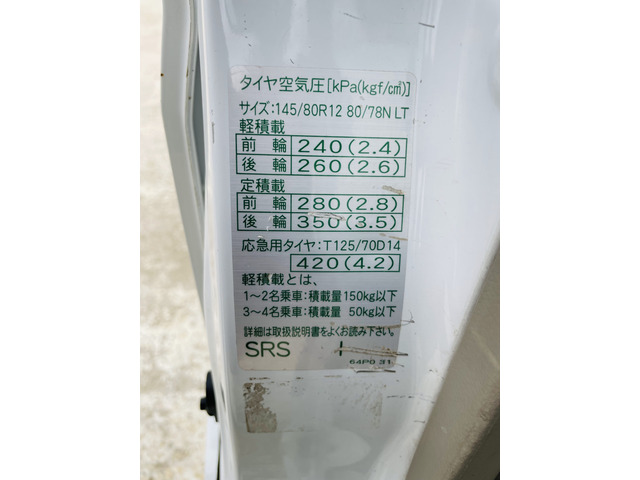 タイヤ空気圧[kPa(kgf/c㎡)]
サイズ:145/80R12 80/78N LT
軽積載
前 輪 240(2.4)
後 輪 260(2.6)
定積載
前 輪 280(2.8)
後 輪 350(3.5)
応急用タイヤ:T125/70D14
420(4.2)
軽積載とは、
1～2名乗車:積載量150kg以下
3～4名乗車:積載量 50kg以下
詳細は取扱説明書をよくお読み下さい。
SRS
64P0 31